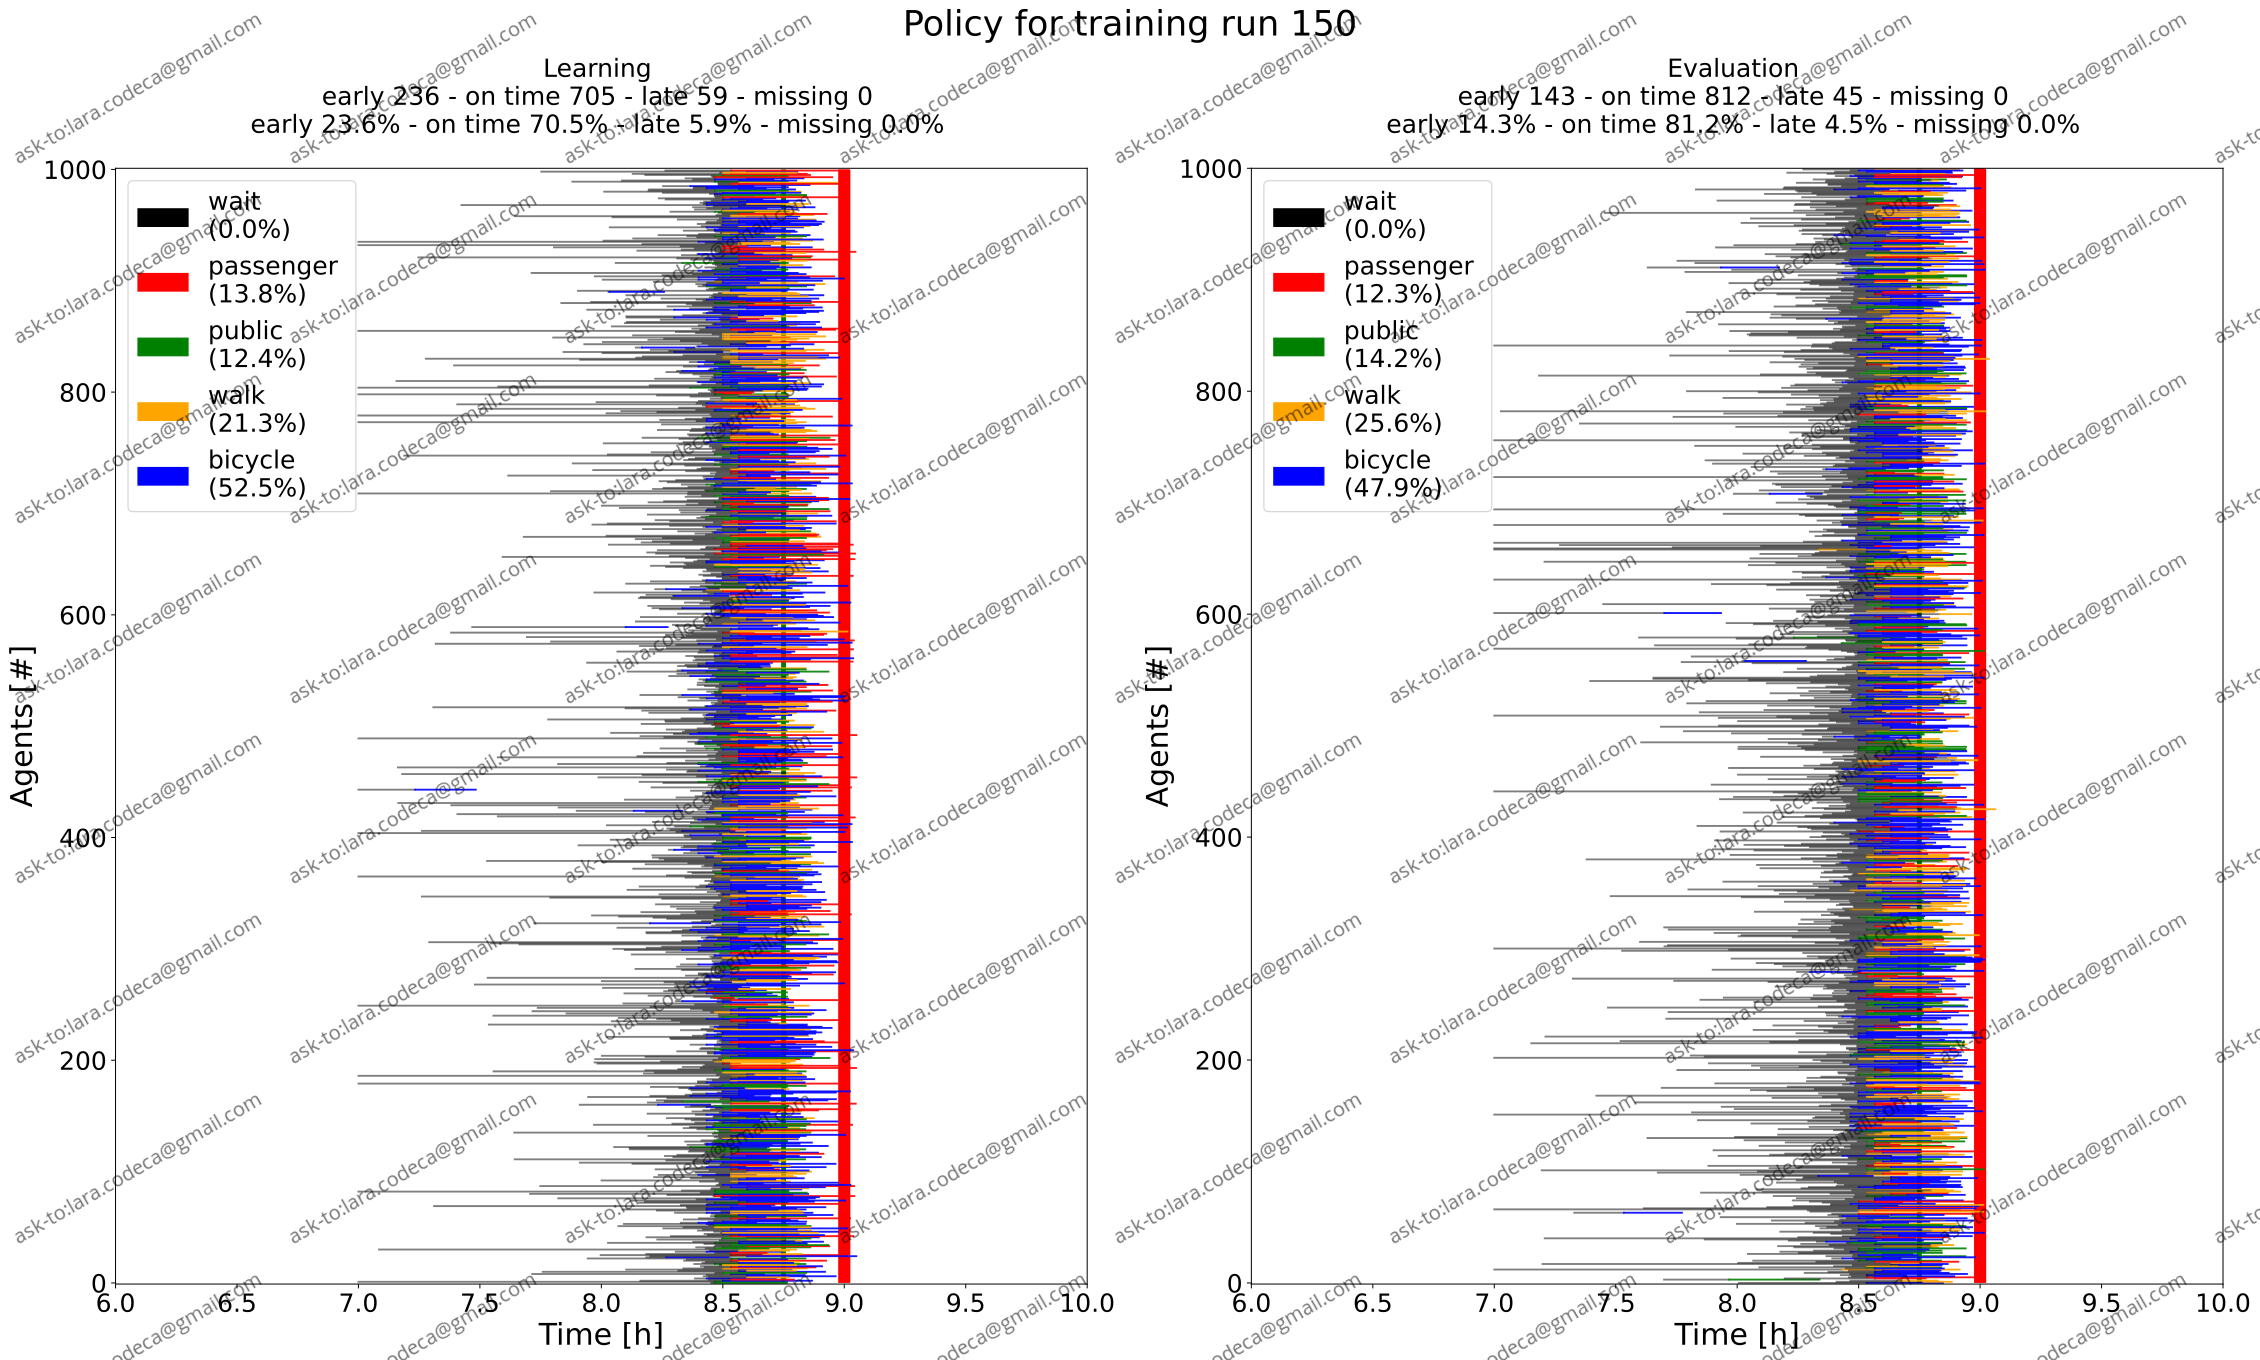 Policy for training run 150
Learning
early 236 - on time 705 - late 59 - missing 0
early 23.6% - on time 70.5% - late 5.9% - missing 0.0%
1000
800
600
400
200
0
Agents [#]
wait
(0.0%)
passenger
(13.8%)
public
(12.4%)
walk
(21.3%)
bicycle
(52.5%)
6.0 6.5 7.0 7.5 8.0 8.5 9.0 9.5 10.0
Time [h]
Evaluation
early 143 - on time 812 - late 45 - missing 0
early 14.3% - on time 81.2% - late 4.5% - missing 0.0%
1000
800
600
400
200
0
Agents [#]
wait
(0.0%)
passenger
(12.3%)
public
(14.2%)
walk
(25.6%)
bicycle
(47.9%)
6.0 6.5 7.0 7.5 8.0 8.5 9.0 9.5 10.0
Time [h]
ask-to:lara.codeca@gmail.com